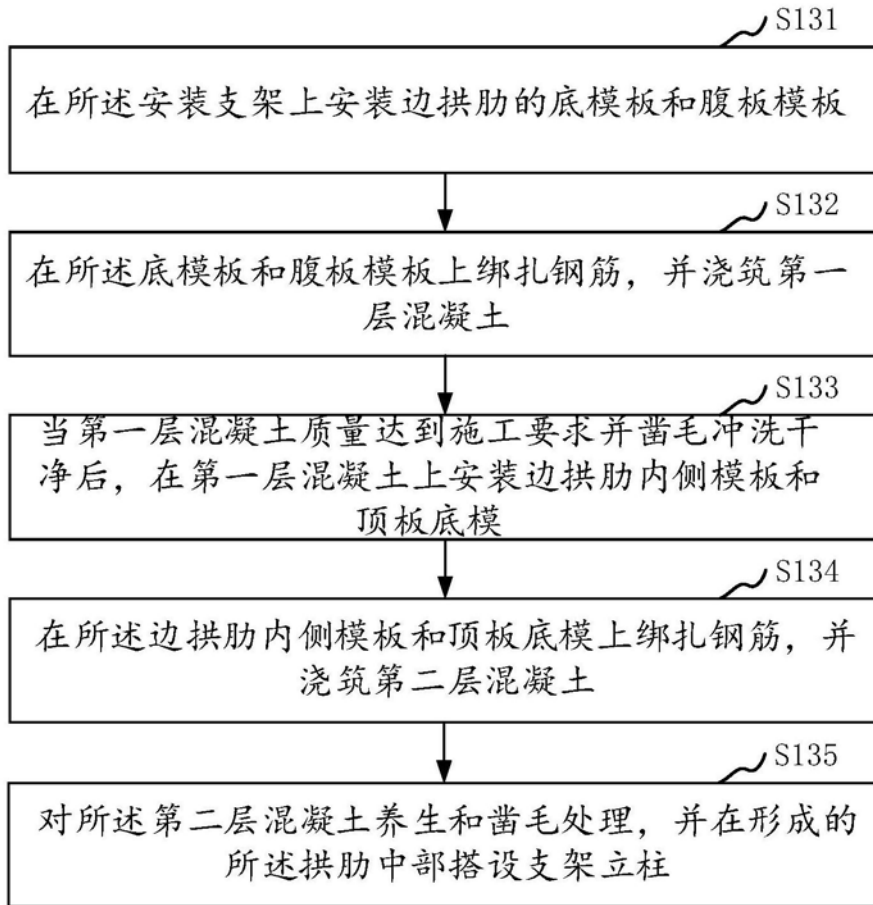 S131
在所述安装支架上安装边拱肋的底模板和腹板模板
S132
在所述底模板和腹板模板上绑扎钢筋，并浇筑第一
层混凝土
S133
当第一层混凝土质量达到施工要求并凿毛冲洗干
净后，在第一层混凝土上安装边拱肋内侧模板和
顶板底模
S134
在所述边拱肋内侧模板和顶板底模上绑扎钢筋，并
浇筑第二层混凝土
S135
对所述第二层混凝土养生和凿毛处理，并在形成的
所述拱肋中部搭设支架立柱